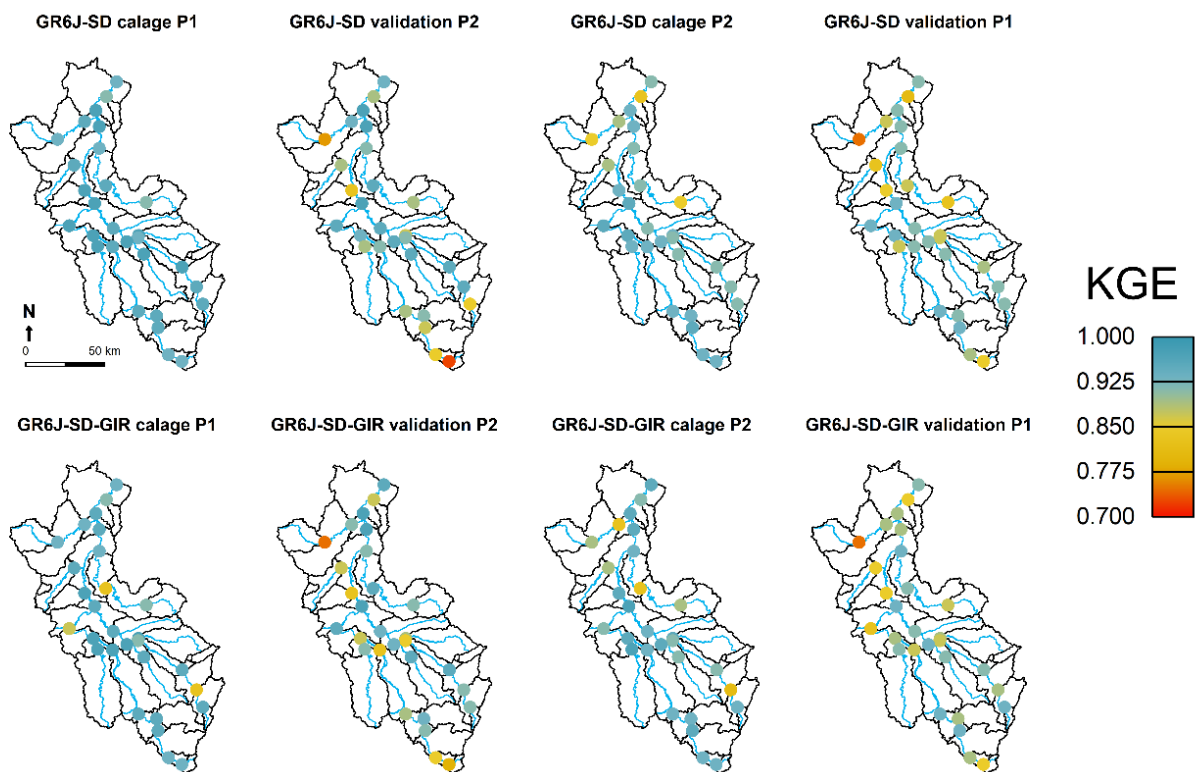 GR6J-SD calage P1
GR6J-SD validation P2
GR6J-SD calage P2
GR6J-SD validation P1
N
0 50 km
KGE
1.000
0.925
0.850
0.775
0.700
GR6J-SD-GIR calage P1
GR6J-SD-GIR validation P2
GR6J-SD-GIR calage P2
GR6J-SD-GIR validation P1